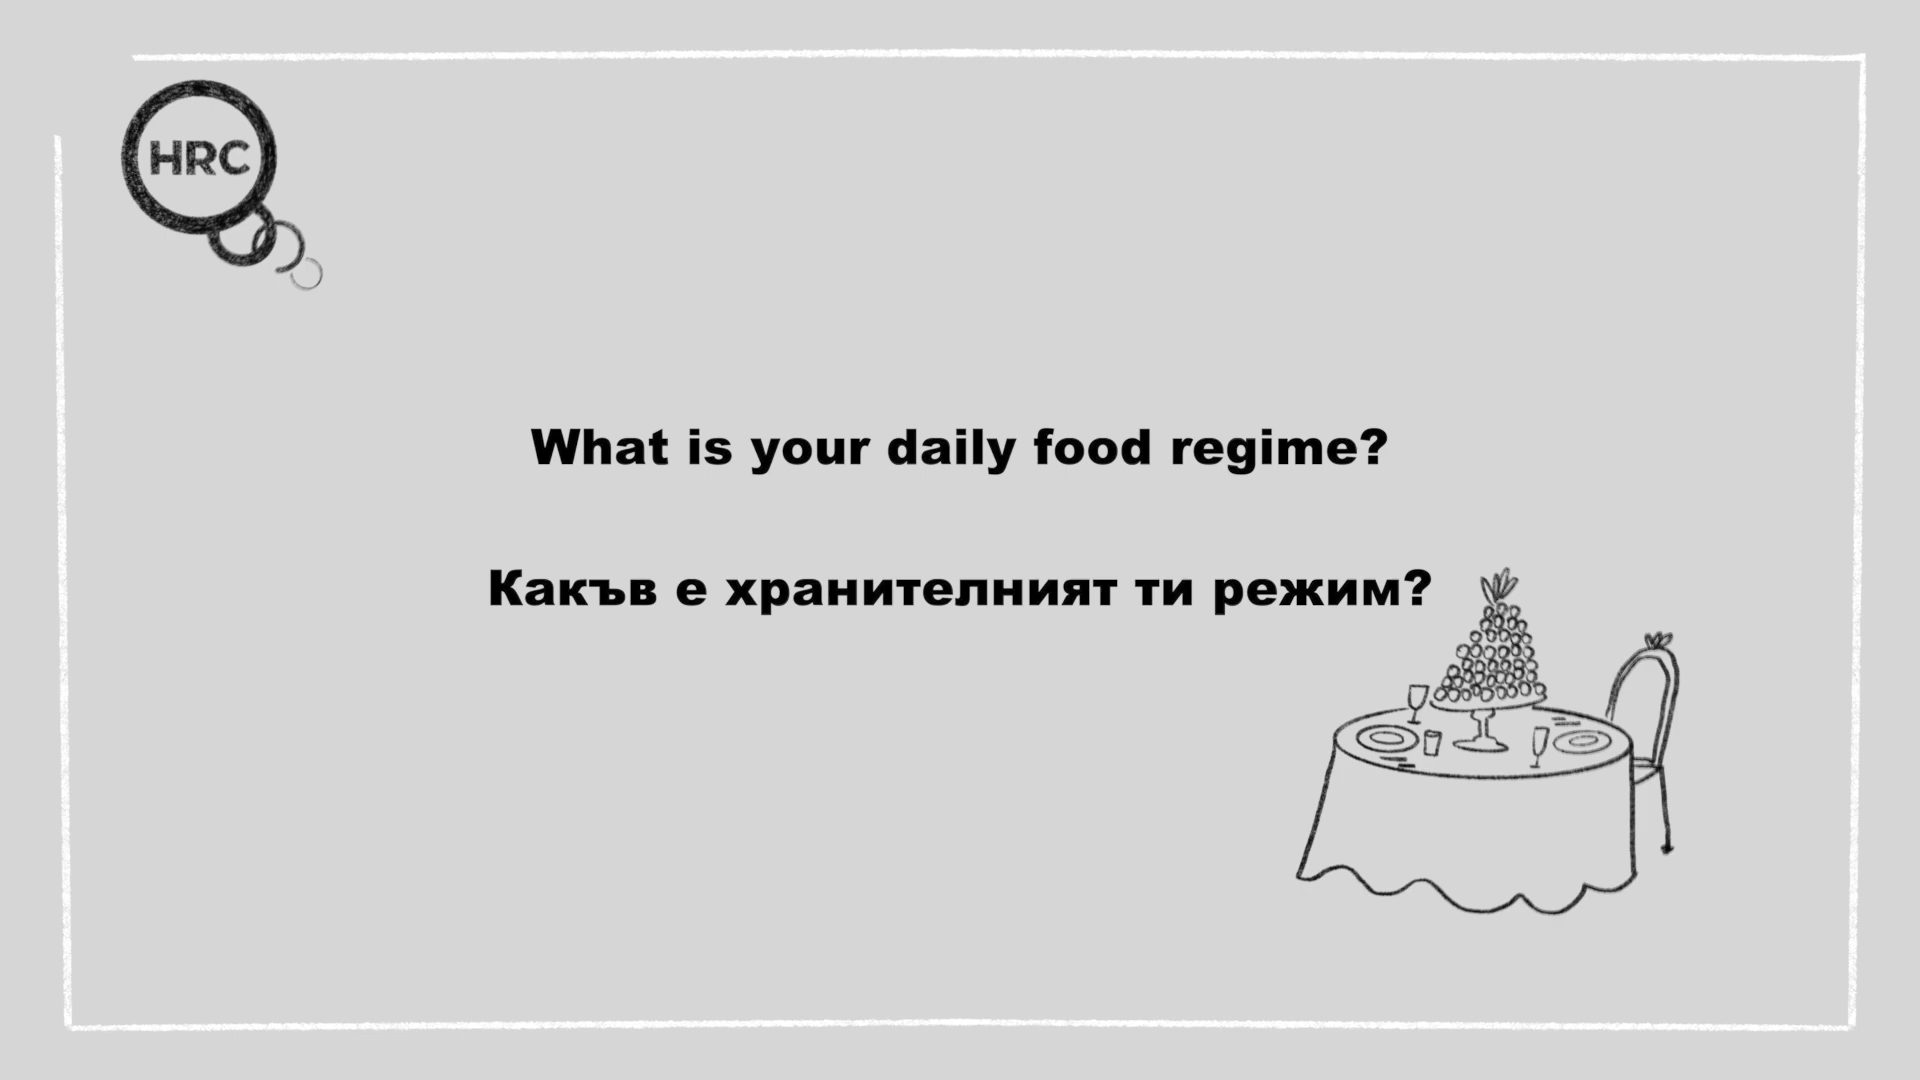 HRC
What is your daily food regime?
Какъв е хранителният ти режим?